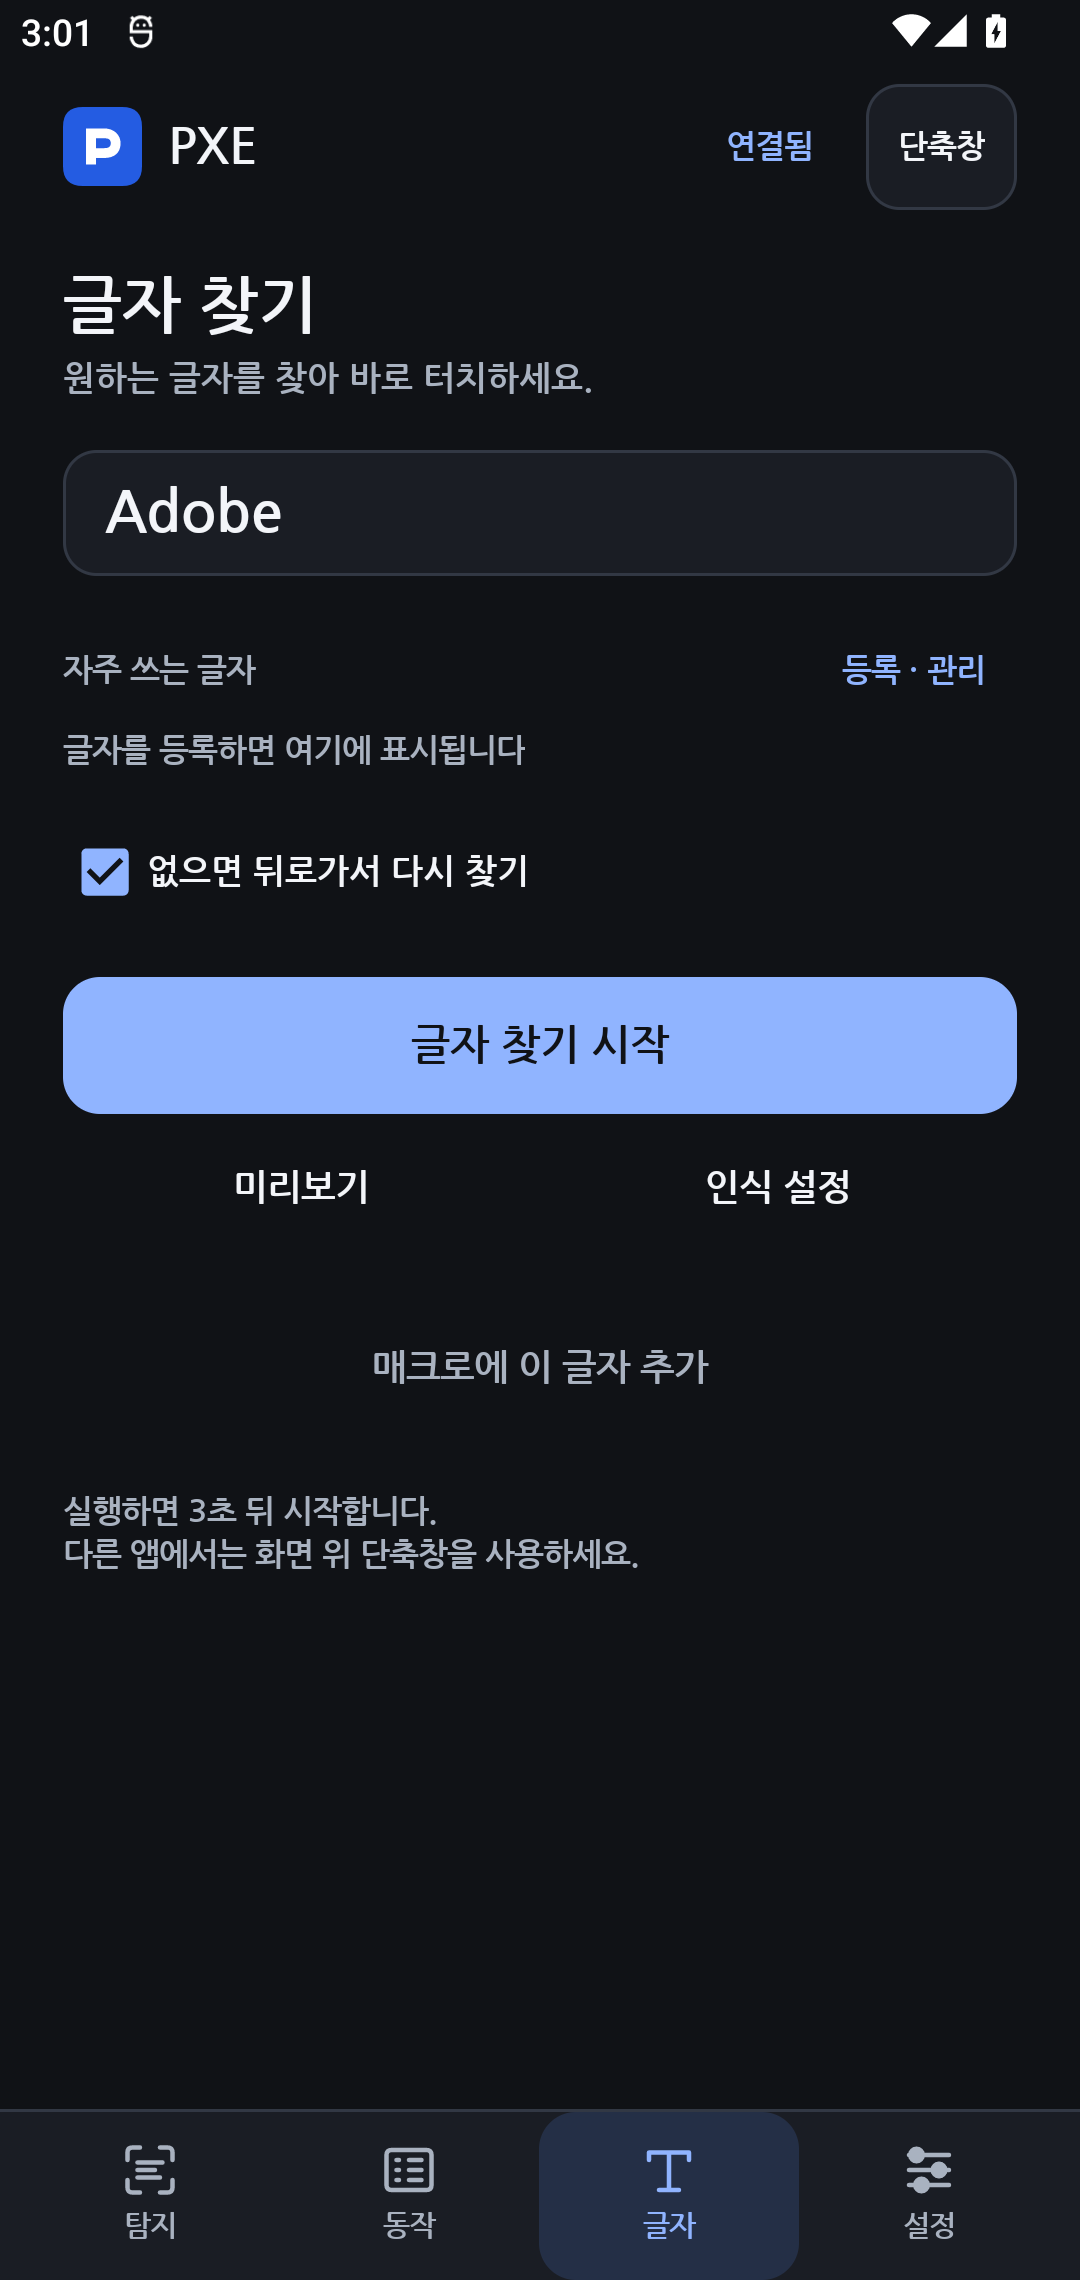 3:01
P PXE
연결됨
단축창
글자 찾기
원하는 글자를 찾아 바로 터치하세요.
Adobe
자주 쓰는 글자
등록 · 관리
글자를 등록하면 여기에 표시됩니다
없으면 뒤로가서 다시 찾기
글자 찾기 시작
미리보기
인식 설정
매크로에 이 글자 추가
실행하면 3초 뒤 시작합니다.
다른 앱에서는 화면 위 단축창을 사용하세요.
탐지
동작
글자
설정